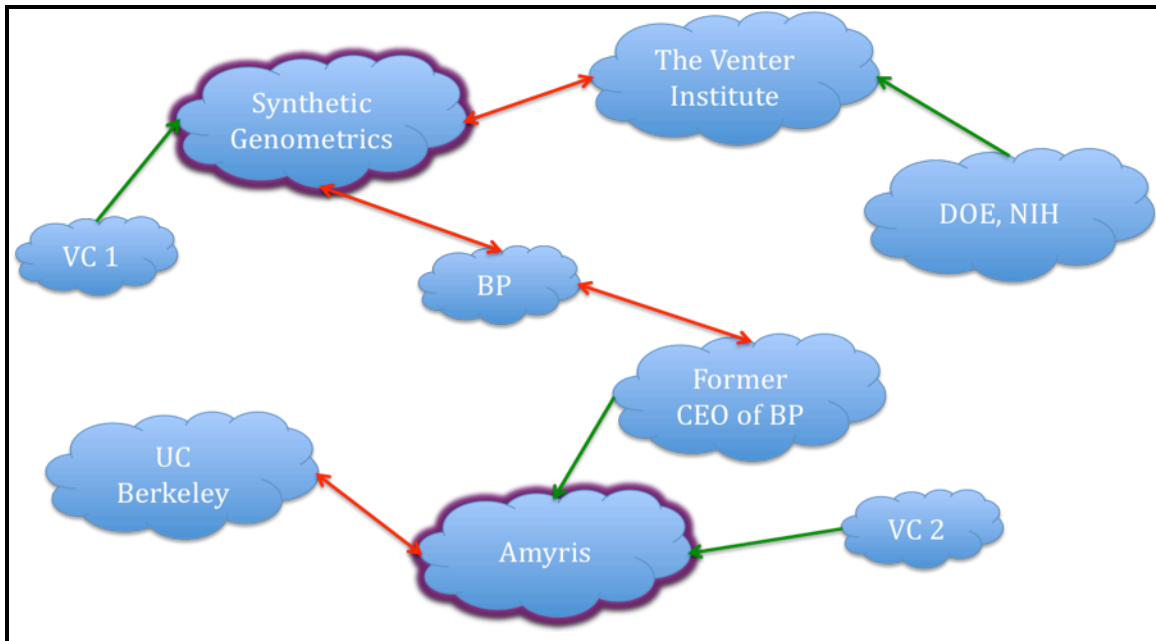 The Venter
Institute
Synthetic
Genometrics
DOE, NIH
VC 1
BP
Former
CEO of BP
UC
Berkeley
VC 2
Amyris